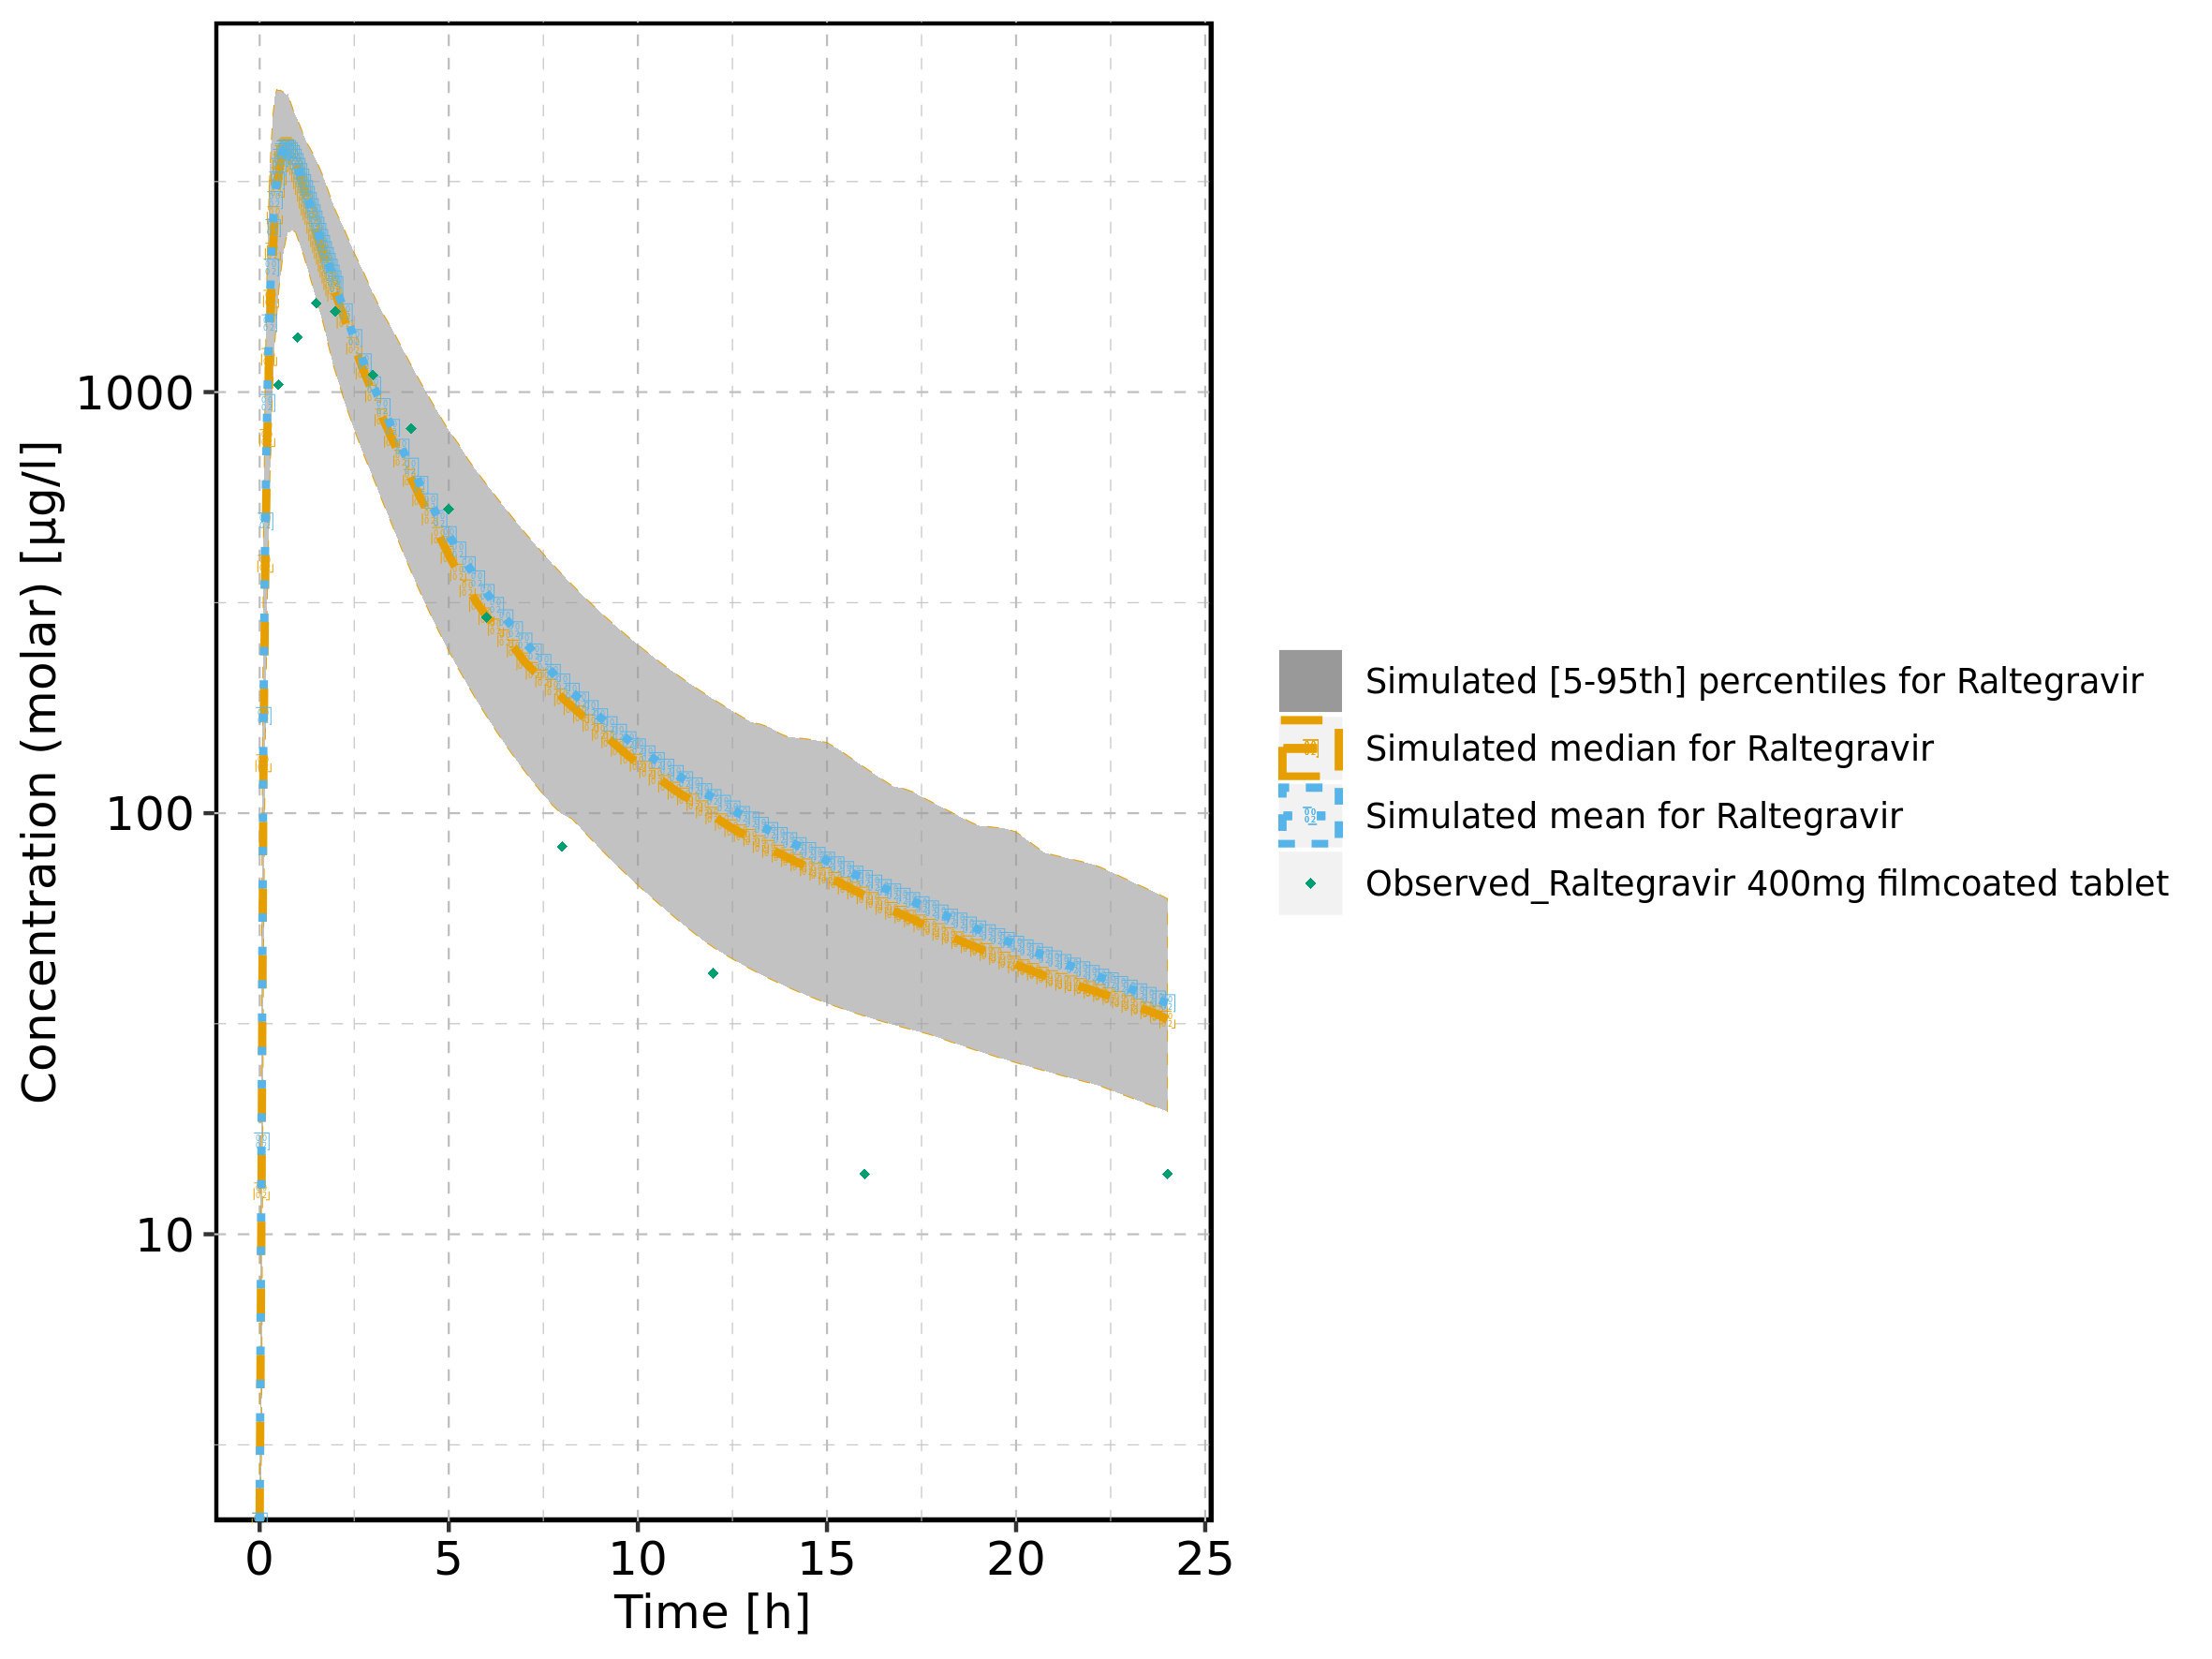 Concentration (molar) [µg/l]
1000
100
10
0 5 10 15 20 25
Time [h]
Simulated [5-95th] percentiles for Raltegravir
Simulated median for Raltegravir
Simulated mean for Raltegravir
Observed_Raltegravir 400mg filmcoated tablet